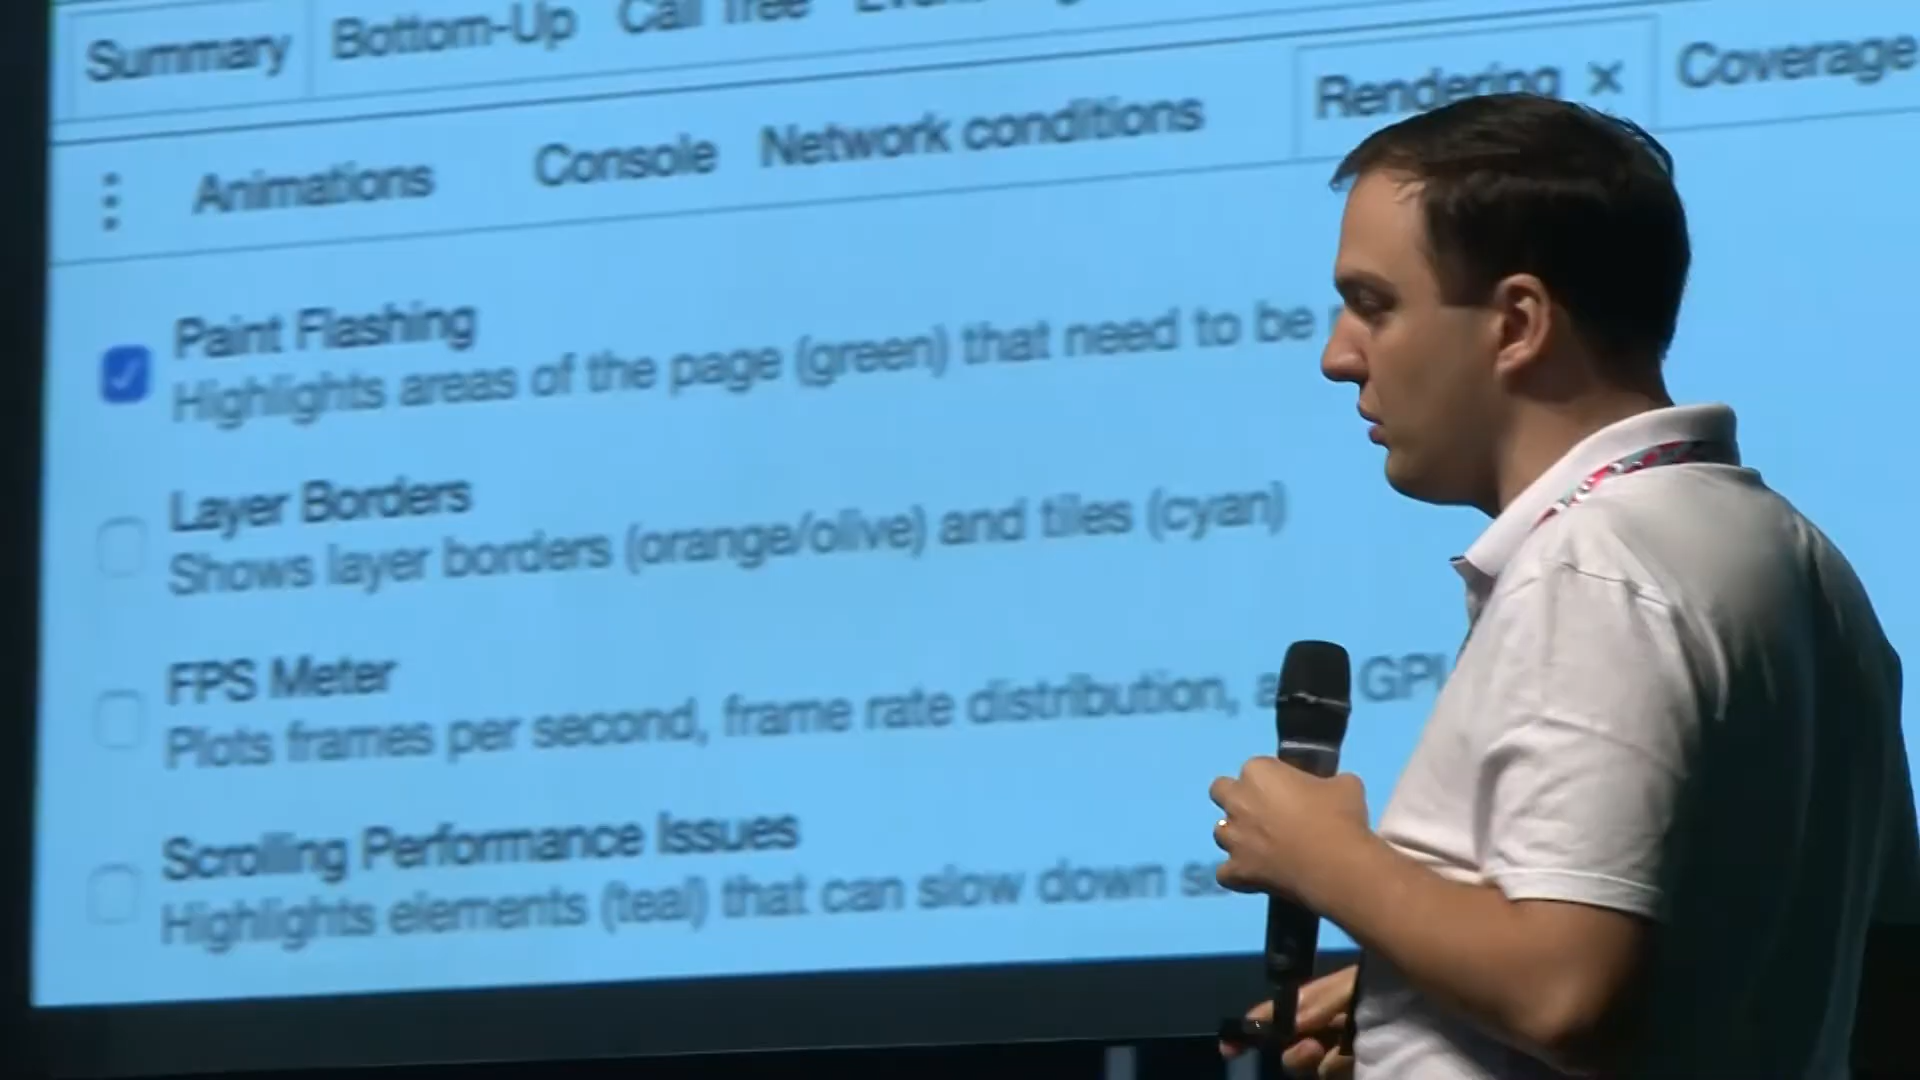 Summary Bottom-Up Call Tree
Animations Console Network conditions Rendering × Coverage
Paint Flashing
Highlights areas of the page (green) that need to be
Layer Borders
Shows layer borders (orange/olive) and tiles (cyan)
FPS Meter
Plots frames per second, frame rate distribution,
Scrolling Performance Issues
Highlights elements (teal) that can slow down